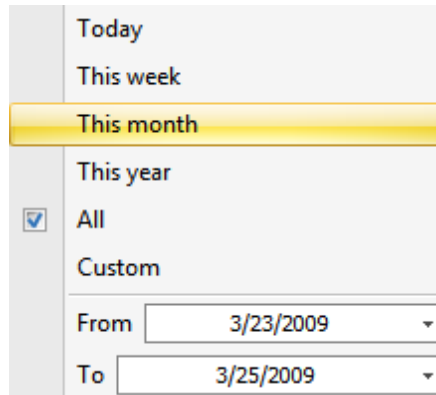 Today
This week
This month
This year
All
Custom
From 3/23/2009
To 3/25/2009